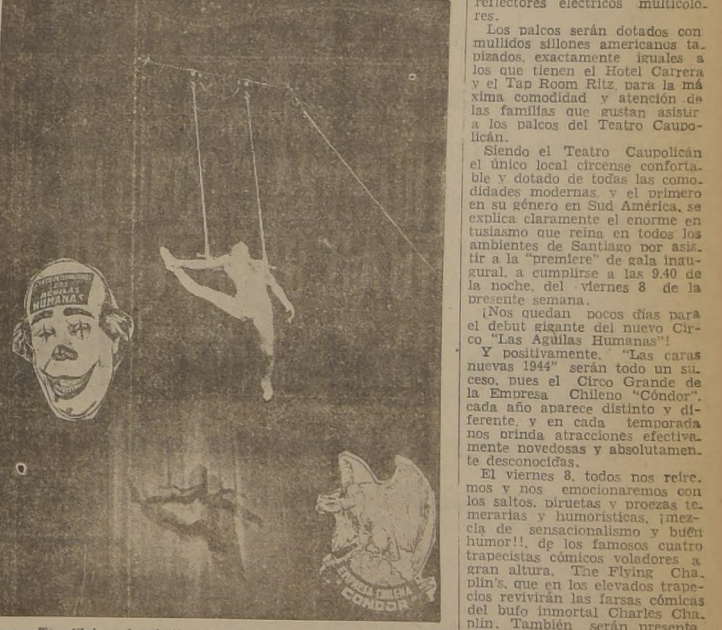 LAS
AGUILAS
HUMANAS
EMPRESA CHILENA
CONDOR
reflectores eléctricos multicolo-
res.
Los palcos serán dotados con
mullidos sillones americanos ta-
pizados, exactamente iguales a
los que tienen el Hotel Carrera
y el Tap Room Ritz, para la má
xima comodidad y atención de
las familias que gustan asistir
a los palcos del Teatro Caupo-
licán.
Siendo el Teatro Caupolicán
el único local circense conforta-
ble y dotado de todas las como-
didades modernas, y el primero
en su género en Sud América, se
explica claramente el enorme en
tusiasmo que reina en todos los
ambientes de Santiago por asis-
tir a la "premiere" de gala inau-
gural, a cumplirse a las 9.40 de
la noche, del viernes 8 de la
presente semana.
¡Nos quedan pocos días para
el debut gigante del nuevo Cir-
co "Las Aguilas Humanas"!
Y positivamente, "Las caras
nuevas 1944" serán todo un su-
ceso, pues el Circo Grande de
la Empresa Chileno "Cóndor",
cada año aparece distinto y di-
ferente, y en cada temporada
nos brinda atracciones efectiva-
mente novedosas y absolutamen-
te desconocidas.
El viernes 8, todos nos reire-
mos y nos emocionaremos con
los saltos, piruetas y proezas te-
merarias y humorísticas, ¡mez-
cla de sensacionalismo y buen
humor!!, de los famosos cuatro
trapecistas cómicos voladores a
gran altura, The Flying Cha-
plin's, que en los elevados trape-
cios revivirán las farsas cómicas
del bufo inmortal Charles Cha-
plin. También serán presenta-